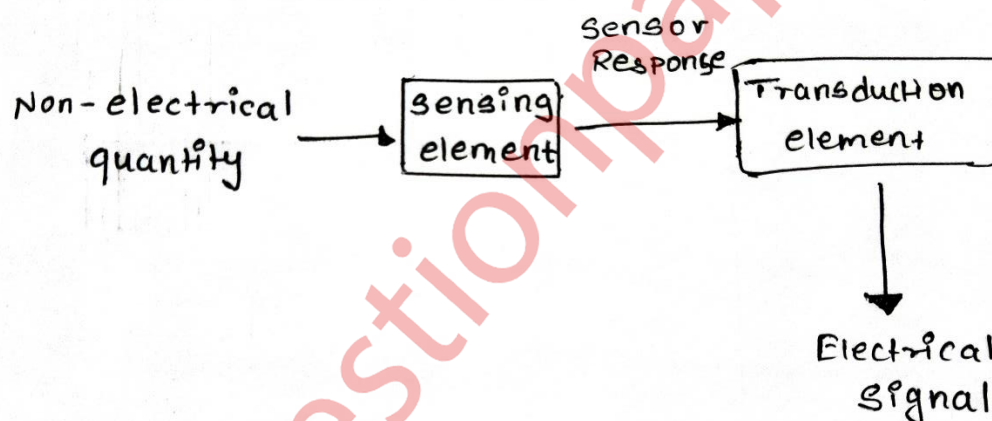 Sensor
Response
Non-electrical
quantity
sensing
element
Transduction
element
Electrical
signal